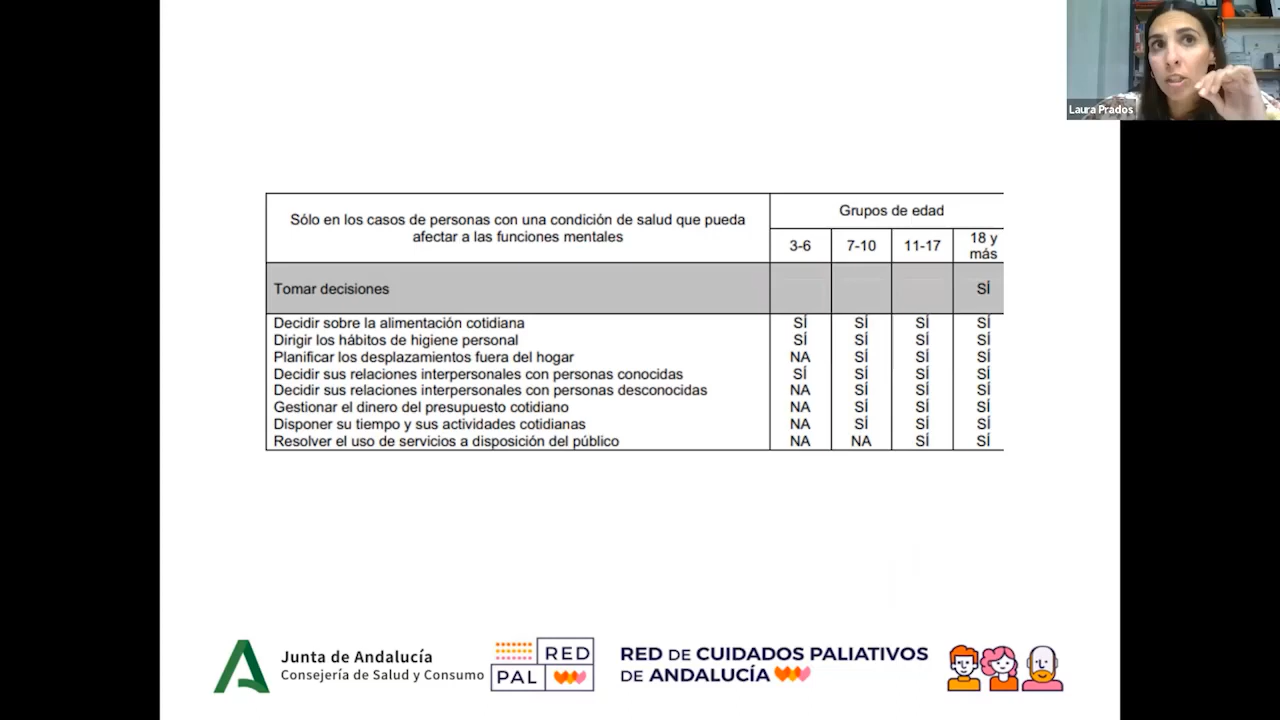 Laura Prados
Sólo en los casos de personas con una condición de salud que pueda
afectar a las funciones mentales
Grupos de edad
3-6 7-10 11-17 18 y
más
Tomar decisiones SÍ
Decidir sobre la alimentación cotidiana SÍ SÍ SÍ SÍ
Dirigir los hábitos de higiene personal SÍ SÍ SÍ SÍ
Planificar los desplazamientos fuera del hogar NA SÍ SÍ SÍ
Decidir sus relaciones interpersonales con personas conocidas SÍ SÍ SÍ SÍ
Decidir sus relaciones interpersonales con personas desconocidas NA SÍ SÍ SÍ
Gestionar el dinero del presupuesto cotidiano NA SÍ SÍ SÍ
Disponer su tiempo y sus actividades cotidianas NA SÍ SÍ SÍ
Resolver el uso de servicios a disposición del público NA NA SÍ SÍ
Junta de Andalucía
Consejería de Salud y Consumo
RED
PAL
RED DE CUIDADOS PALIATIVOS
DE ANDALUCÍA